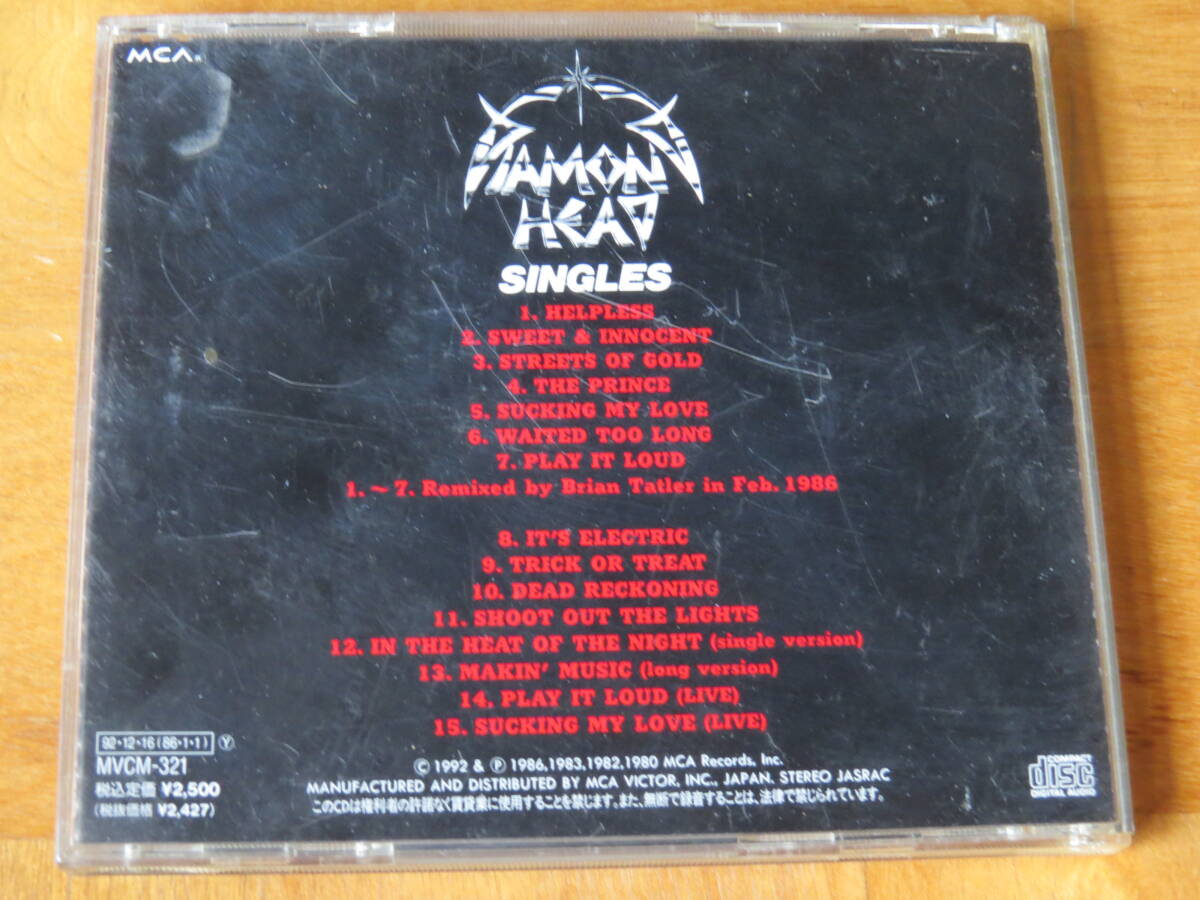 MCA
DIAMOND
HEAD
SINGLES
1. HELPLESS
2. SWEET & INNOCENT
3. STREETS OF GOLD
4. THE PRINCE
5. SUCKING MY LOVE
6. WAITED TOO LONG
7. PLAY IT LOUD
1.~7. Remixed by Brian Tatler in Feb. 1986
8. IT'S ELECTRIC
9. TRICK OR TREAT
10. DEAD RECKONING
11. SHOOT OUT THE LIGHTS
12. IN THE HEAT OF THE NIGHT (single version)
13. MAKIN' MUSIC (long version)
14. PLAY IT LOUD (LIVE)
15. SUCKING MY LOVE (LIVE)
92・12・16(86・1・1) Ⓨ
MVCM-321
税込定価 ¥2,500
(税抜価格 ¥2,427)
© 1992 & ℗ 1986,1983,1982,1980 MCA Records, Inc.
MANUFACTURED AND DISTRIBUTED BY MCA VICTOR, INC., JAPAN. STEREO JASRAC
このCDは権利者の許諾なく賃貸業に使用することを禁じます。また、無断で録音することは、法律で禁じられています。
COMPACT
disc
DIGITAL AUDIO